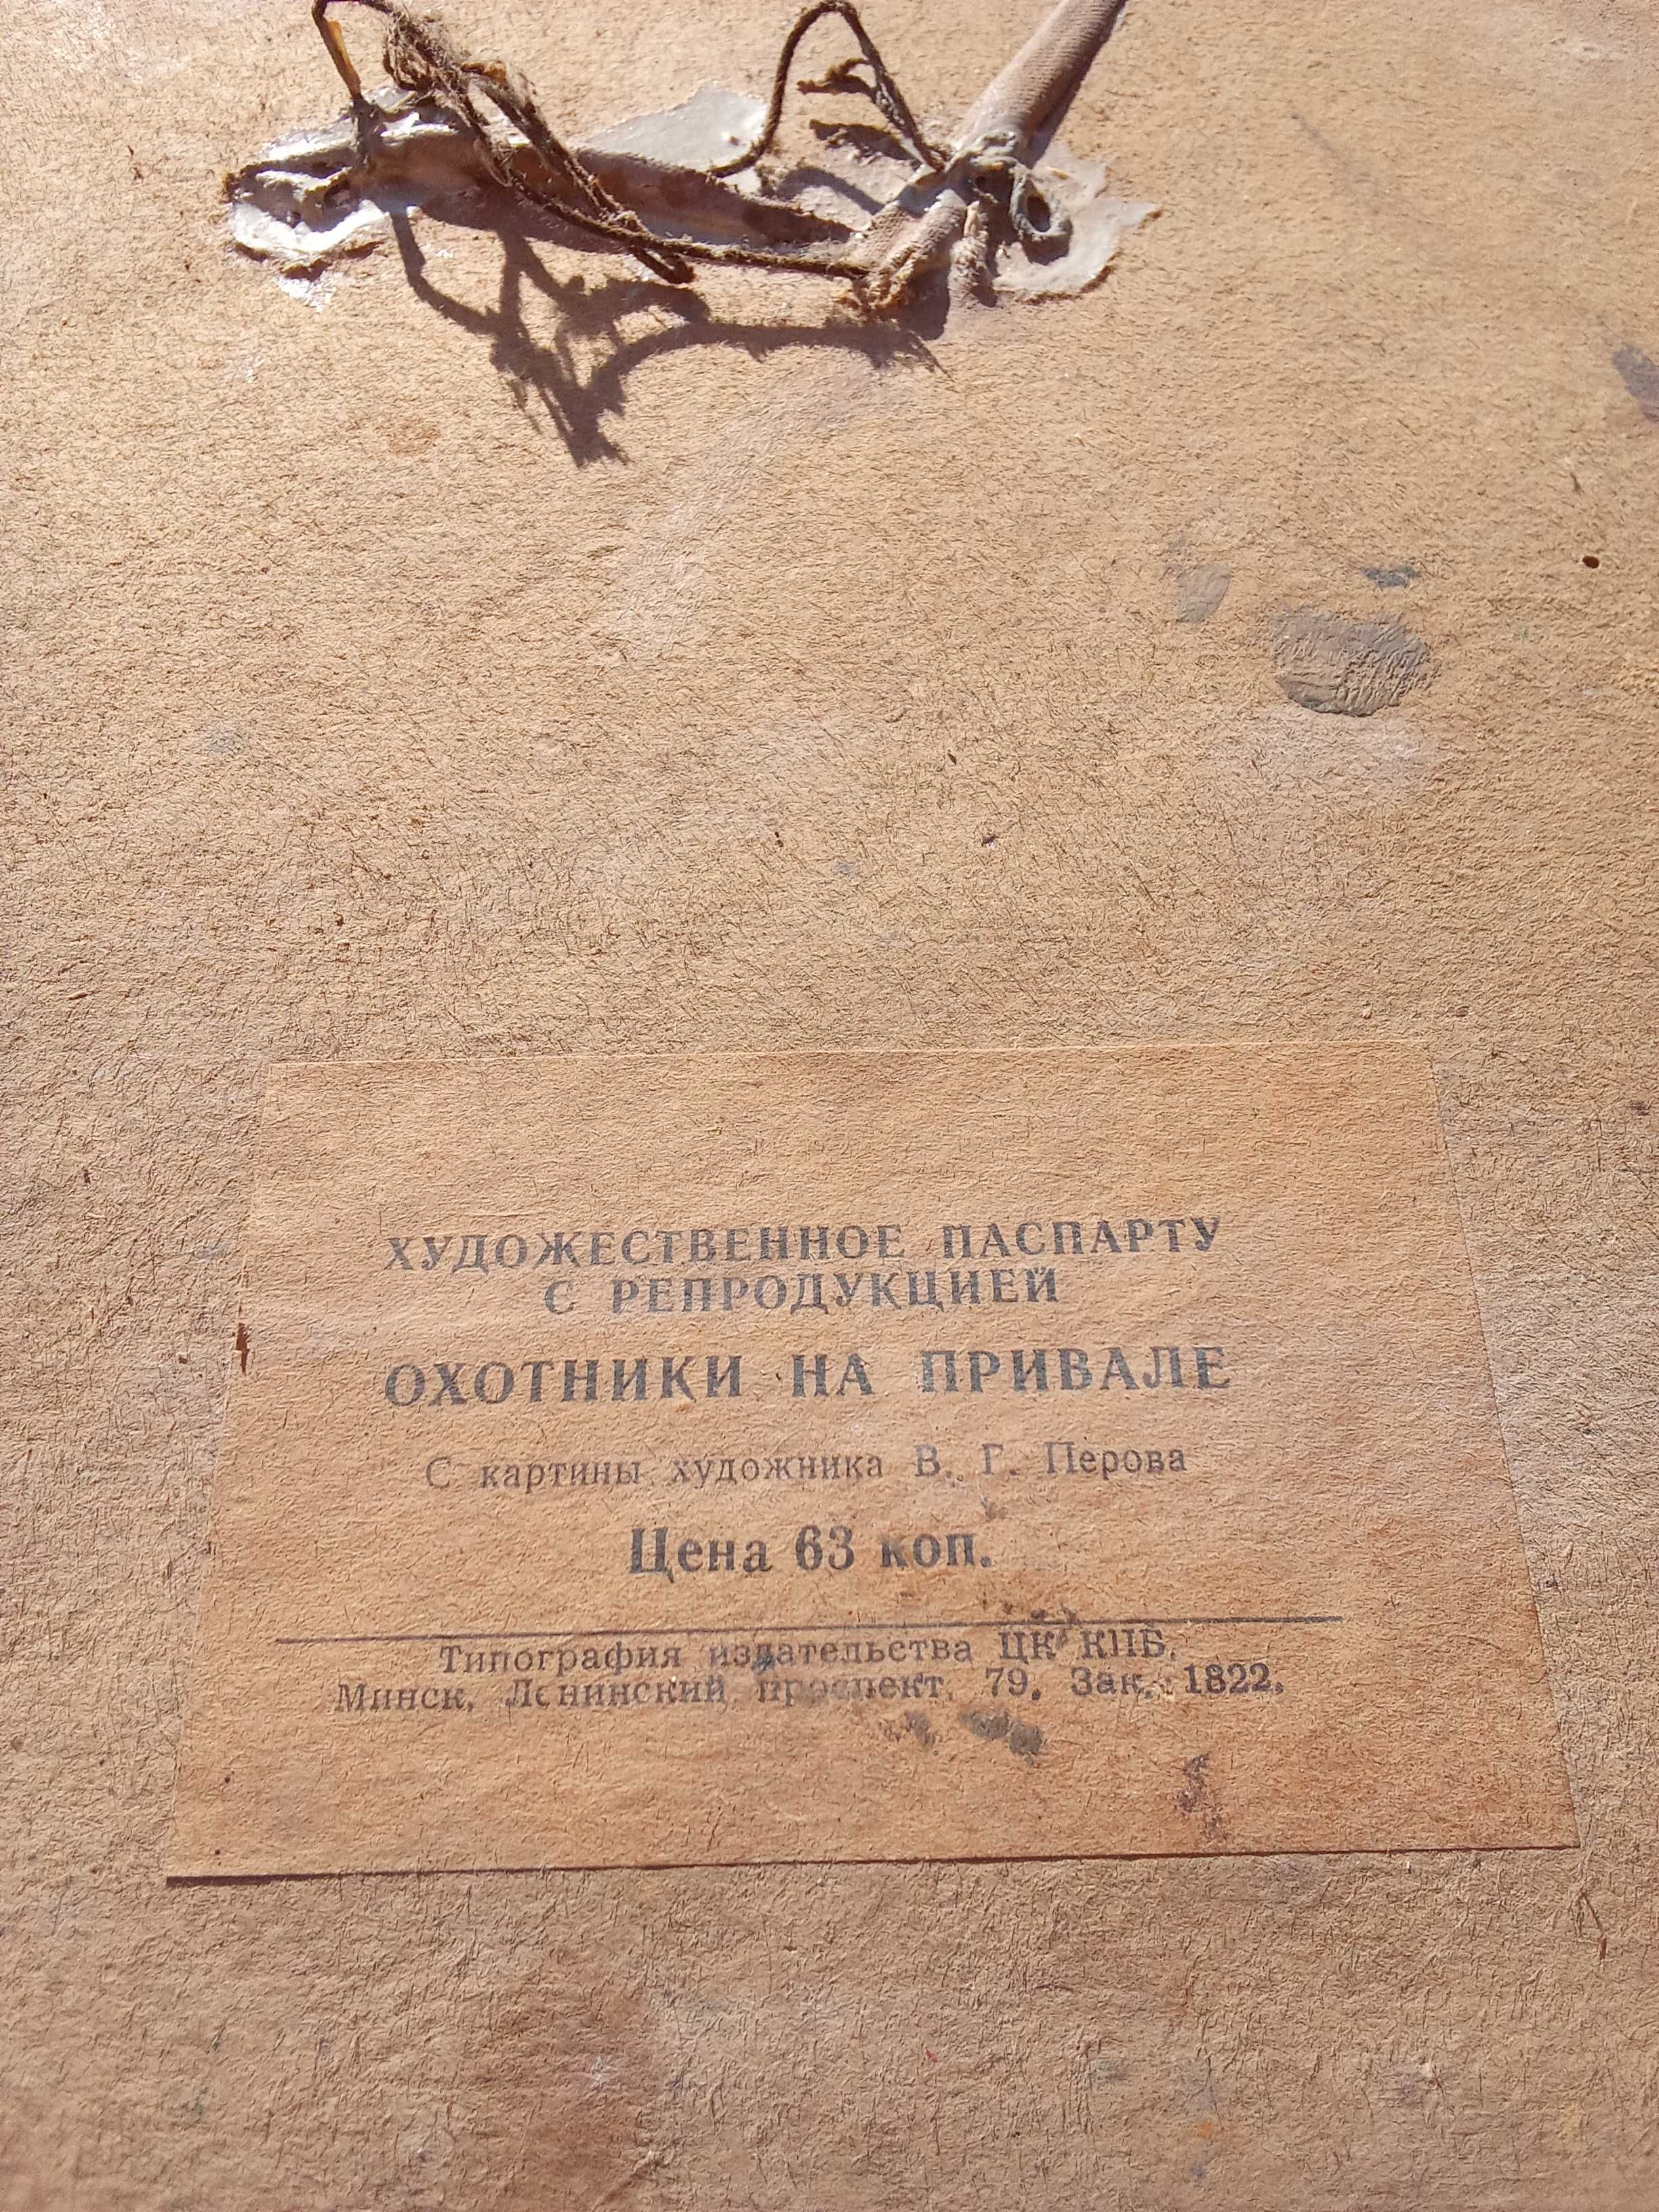 ХУДОЖЕСТВЕННОЕ ПАСПАРТУ
С РЕПРОДУКЦИЕЙ
ОХОТНИКИ НА ПРИВАЛЕ
С картины художника В. Г. Перова
Цена 63 коп.
Типография издательства ЦК КПБ.
Минск, Ленинский проспект, 79. Зак. 1822.